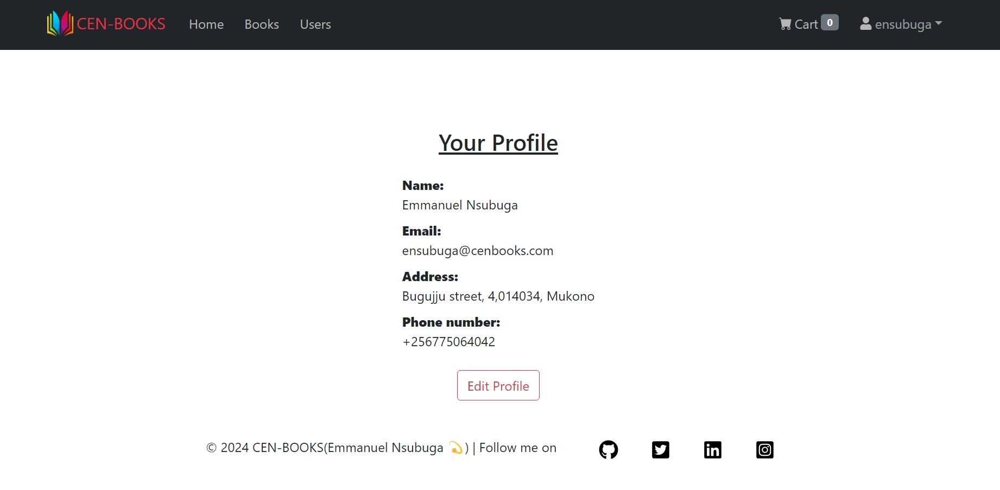 CEN-BOOKS Home Books Users Cart 0 ensubuga
Your Profile
Name:
Emmanuel Nsubuga
Email:
ensubuga@cenbooks.com
Address:
Bugujju street, 4,014034, Mukono
Phone number:
+256775064042
Edit Profile
© 2024 CEN-BOOKS(Emmanuel Nsubuga 💫) | Follow me on